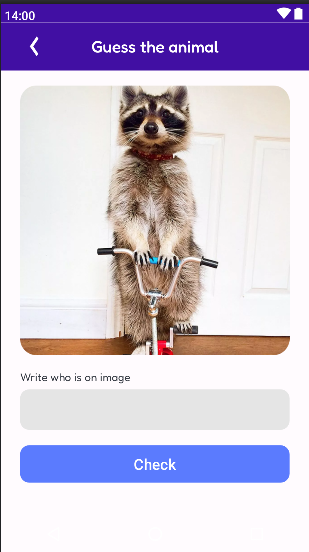 14:00
Guess the animal
Write who is on image
Check